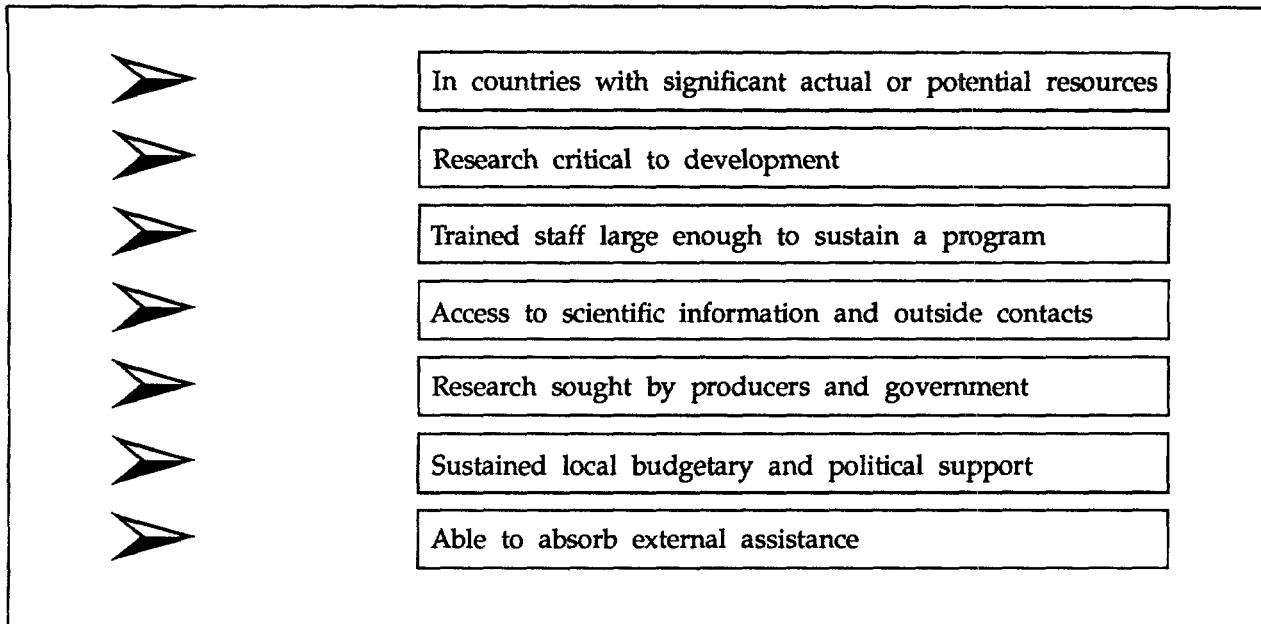 In countries with significant actual or potential resources
Research critical to development
Trained staff large enough to sustain a program
Access to scientific information and outside contacts
Research sought by producers and government
Sustained local budgetary and political support
Able to absorb external assistance